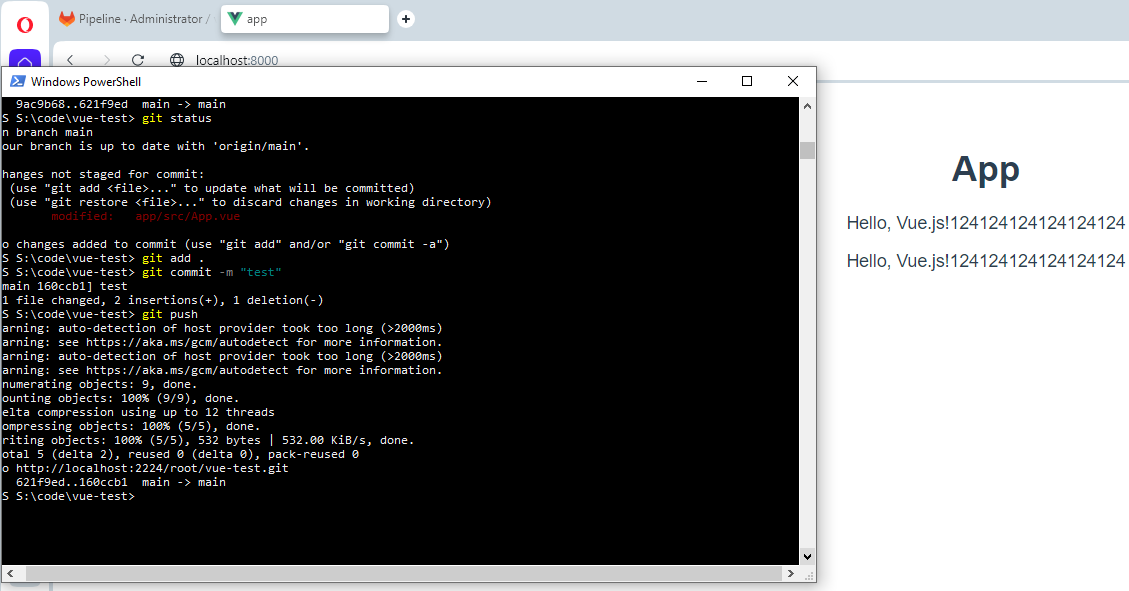 Pipeline · Administrator /
app
localhost:8000
Windows PowerShell
9ac9b68..621f9ed  main -> main
S S:\code\vue-test> git status
n branch main
our branch is up to date with 'origin/main'.
hanges not staged for commit:
(use "git add <file>..." to update what will be committed)
(use "git restore <file>..." to discard changes in working directory)
modified:   app/src/App.vue
o changes added to commit (use "git add" and/or "git commit -a")
S S:\code\vue-test> git add .
S S:\code\vue-test> git commit -m "test"
main 160ccb1] test
1 file changed, 2 insertions(+), 1 deletion(-)
S S:\code\vue-test> git push
arning: auto-detection of host provider took too long (>2000ms)
arning: see https://aka.ms/gcm/autodetect for more information.
arning: auto-detection of host provider took too long (>2000ms)
arning: see https://aka.ms/gcm/autodetect for more information.
numerating objects: 9, done.
ounting objects: 100% (9/9), done.
elta compression using up to 12 threads
ompressing objects: 100% (5/5), done.
riting objects: 100% (5/5), 532 bytes | 532.00 KiB/s, done.
otal 5 (delta 2), reused 0 (delta 0), pack-reused 0
o http://localhost:2224/root/vue-test.git
621f9ed..160ccb1  main -> main
S S:\code\vue-test>
App
Hello, Vue.js!124124124124124124
Hello, Vue.js!124124124124124124